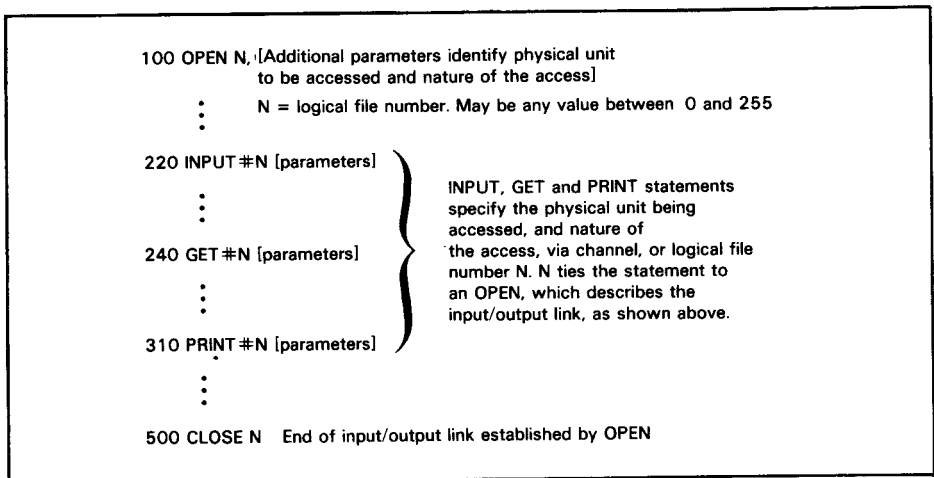 100 OPEN N, [Additional parameters identify physical unit
to be accessed and nature of the access]
N = logical file number. May be any value between 0 and 255
220 INPUT#N [parameters]
240 GET#N [parameters]
310 PRINT#N [parameters]
INPUT, GET and PRINT statements
specify the physical unit being
accessed, and nature of
the access, via channel, or logical file
number N. N ties the statement to
an OPEN, which describes the
input/output link, as shown above.
500 CLOSE N End of input/output link established by OPEN